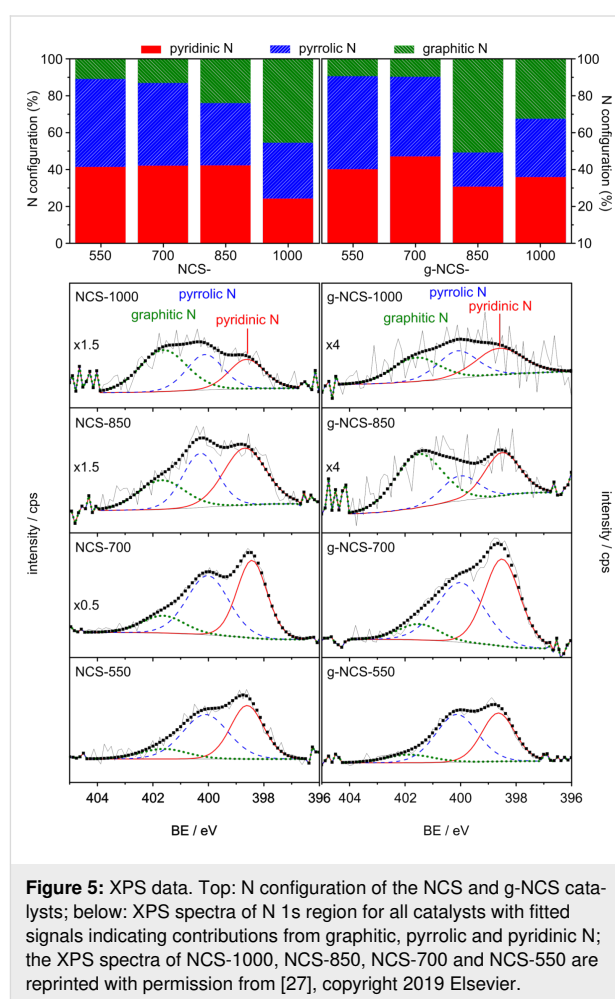 pyridinic N pyrrolic N graphitic N
100 100
80 80
60 60
40 40
20 20
0 10
N configuration (%)
N configuration (%)
550 700 850 1000 550 700 850 1000
NCS- g-NCS-
NCS-1000
pyrrolic N
graphitic N
pyridinic N
x1.5
g-NCS-1000
pyrrolic N
graphitic N
pyridinic N
x4
NCS-850
x1.5
g-NCS-850
x4
NCS-700
x0.5
g-NCS-700
NCS-550
g-NCS-550
intensity / cps
intensity / cps
404 402 400 398 396 404 402 400 398 396
BE / eV BE / eV
Figure 5: XPS data. Top: N configuration of the NCS and g-NCS cata-
lysts; below: XPS spectra of N 1s region for all catalysts with fitted
signals indicating contributions from graphitic, pyrrolic and pyridinic N;
the XPS spectra of NCS-1000, NCS-850, NCS-700 and NCS-550 are
reprinted with permission from [27], copyright 2019 Elsevier.